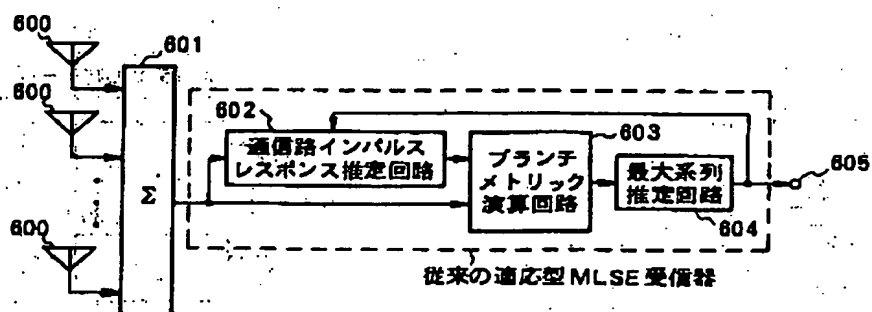 600
601
600
600
Σ
602
通信路インパルス
レスポンス推定回路
603
ブランチ
メトリック
演算回路
最大系列
推定回路
604
605
従来の適応型MLSE受信器